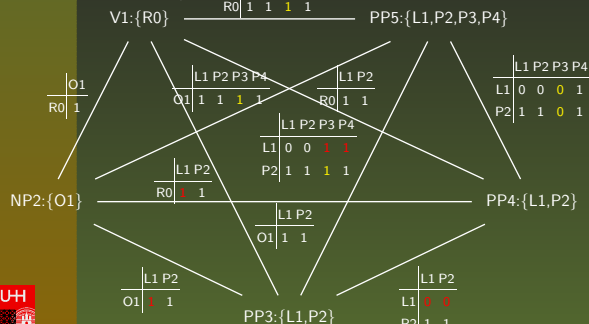 R0 1 1 1 1
V1:{R0}
PP5:{L1,P2,P3,P4}
L1 P2 P3 P4
L1 0 0 0 1
P2 1 1 0 1
O1
R0 1
L1 P2 P3 P4
O1 1 1 1 1
L1 P2
R0 1 1
L1 P2 P3 P4
L1 0 0 1 1
P2 1 1 1 1
L1 P2
R0 1 1
NP2:{O1}
PP4:{L1,P2}
L1 P2
O1 1 1
L1 P2
O1 1 1
L1 P2
L1 0 0
P2 1 1
PP3:{L1,P2}
UH